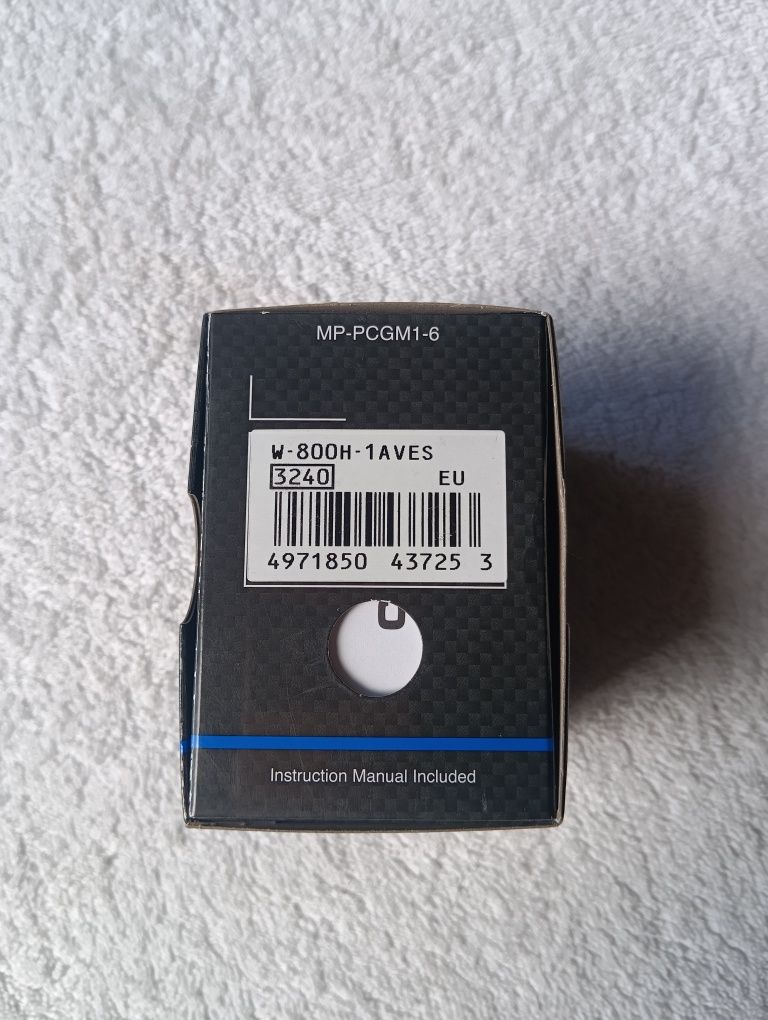 MP-PCGM1-6
W-800H-1AVES
3240 EU
4971850 43725 3
Instruction Manual Included